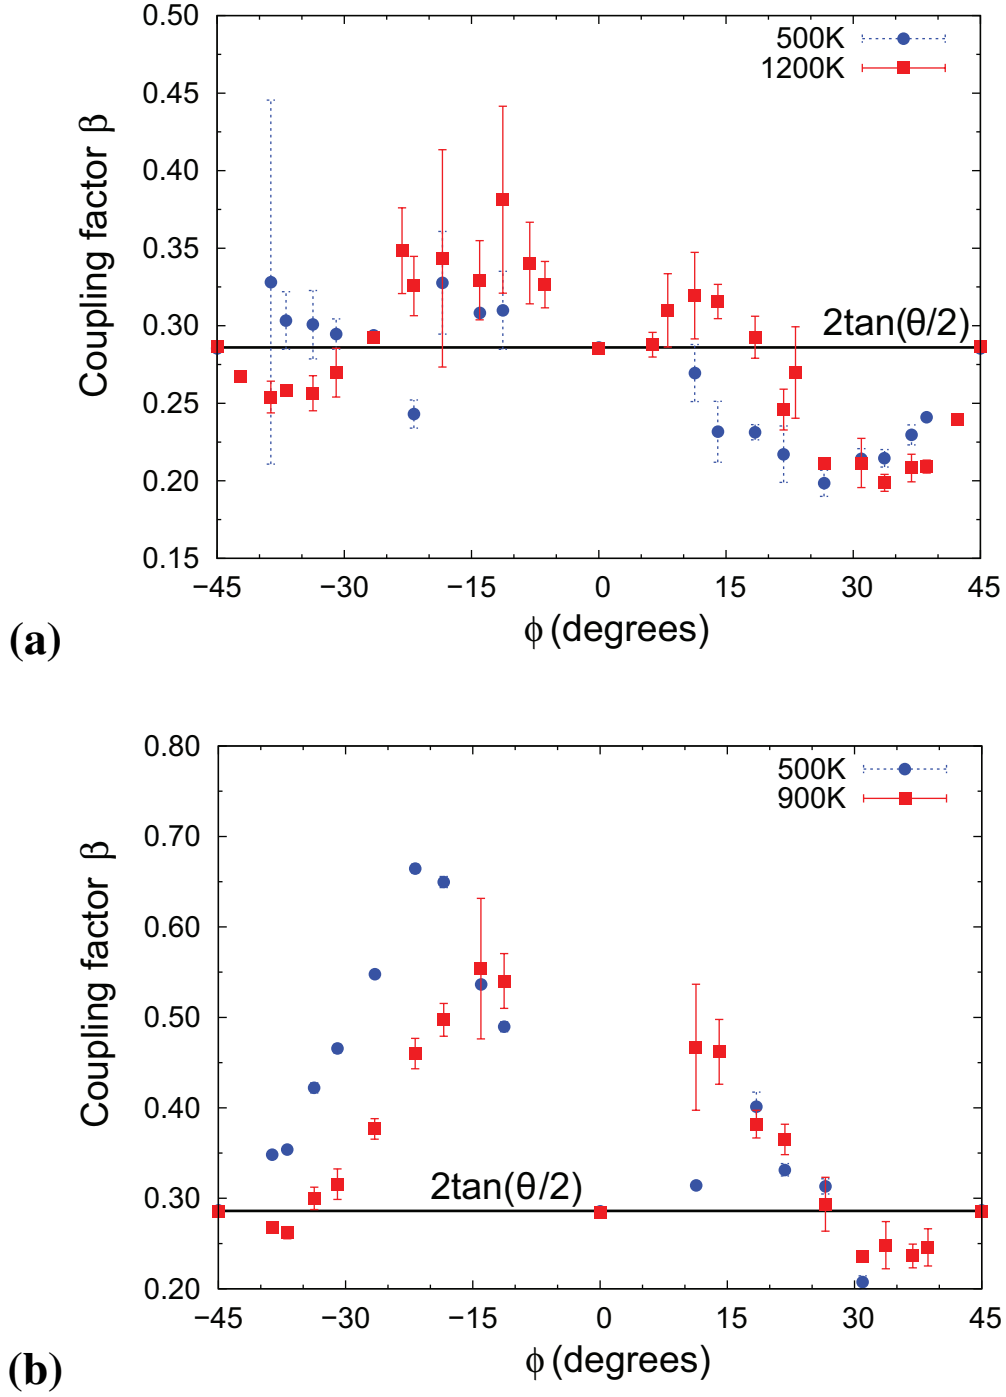 0.50
500K
1200K
0.45
0.40
0.35
0.30
0.25
0.20
0.15
Coupling factor β
2tan(θ/2)
−45 −30 −15 0 15 30 45
ϕ (degrees)
(a)
0.80
500K
900K
0.70
0.60
0.50
0.40
0.30
0.20
Coupling factor β
2tan(θ/2)
−45 −30 −15 0 15 30 45
ϕ (degrees)
(b)